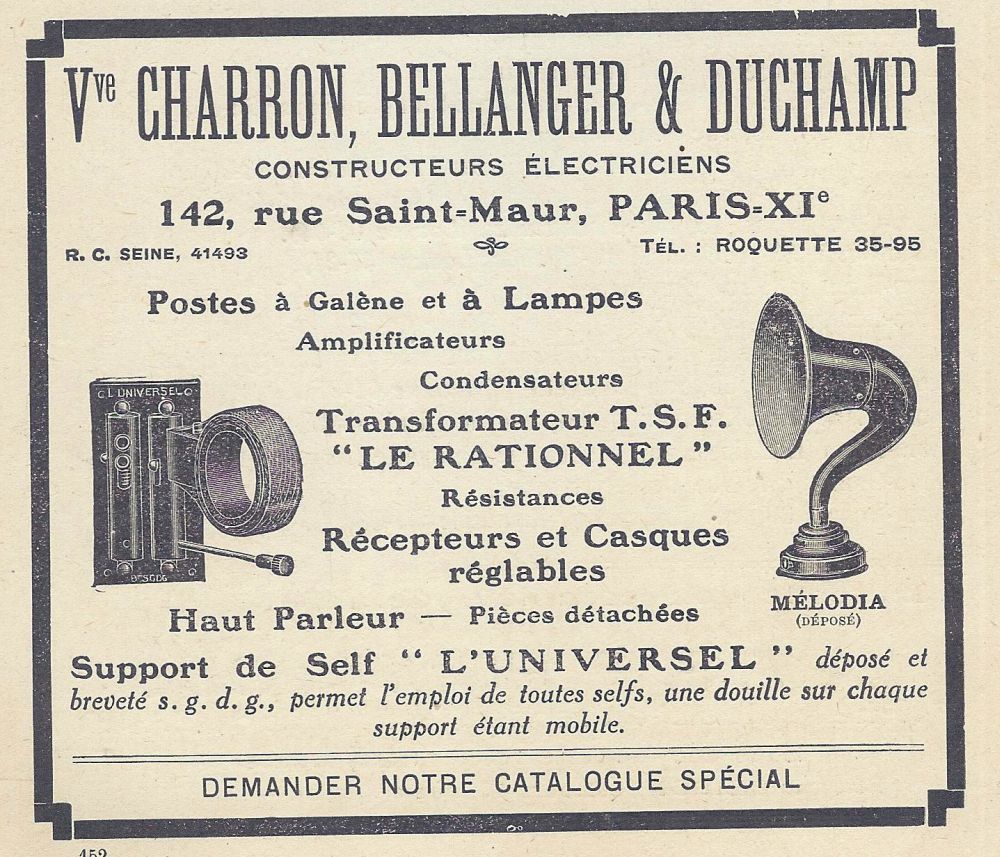 Vve CHARRON, BELLANGER & DUCHAMP
CONSTRUCTEURS ÉLECTRICIENS
142, rue Saint-Maur, PARIS-XIe
R. C. SEINE, 41493
TÉL. : ROQUETTE 35-95
Postes à Galène et à Lampes
Amplificateurs
Condensateurs
Transformateur T. S. F.
"LE RATIONNEL"
Résistances
Récepteurs et Casques
réglables
Haut Parleur — Pièces détachées
L'UNIVERSEL
BTSGDG
MÉLODIA
(DÉPOSÉ)
Support de Self "L'UNIVERSEL" déposé et
breveté s. g. d. g., permet l'emploi de toutes selfs, une douille sur chaque
support étant mobile.
DEMANDER NOTRE CATALOGUE SPÉCIAL
452